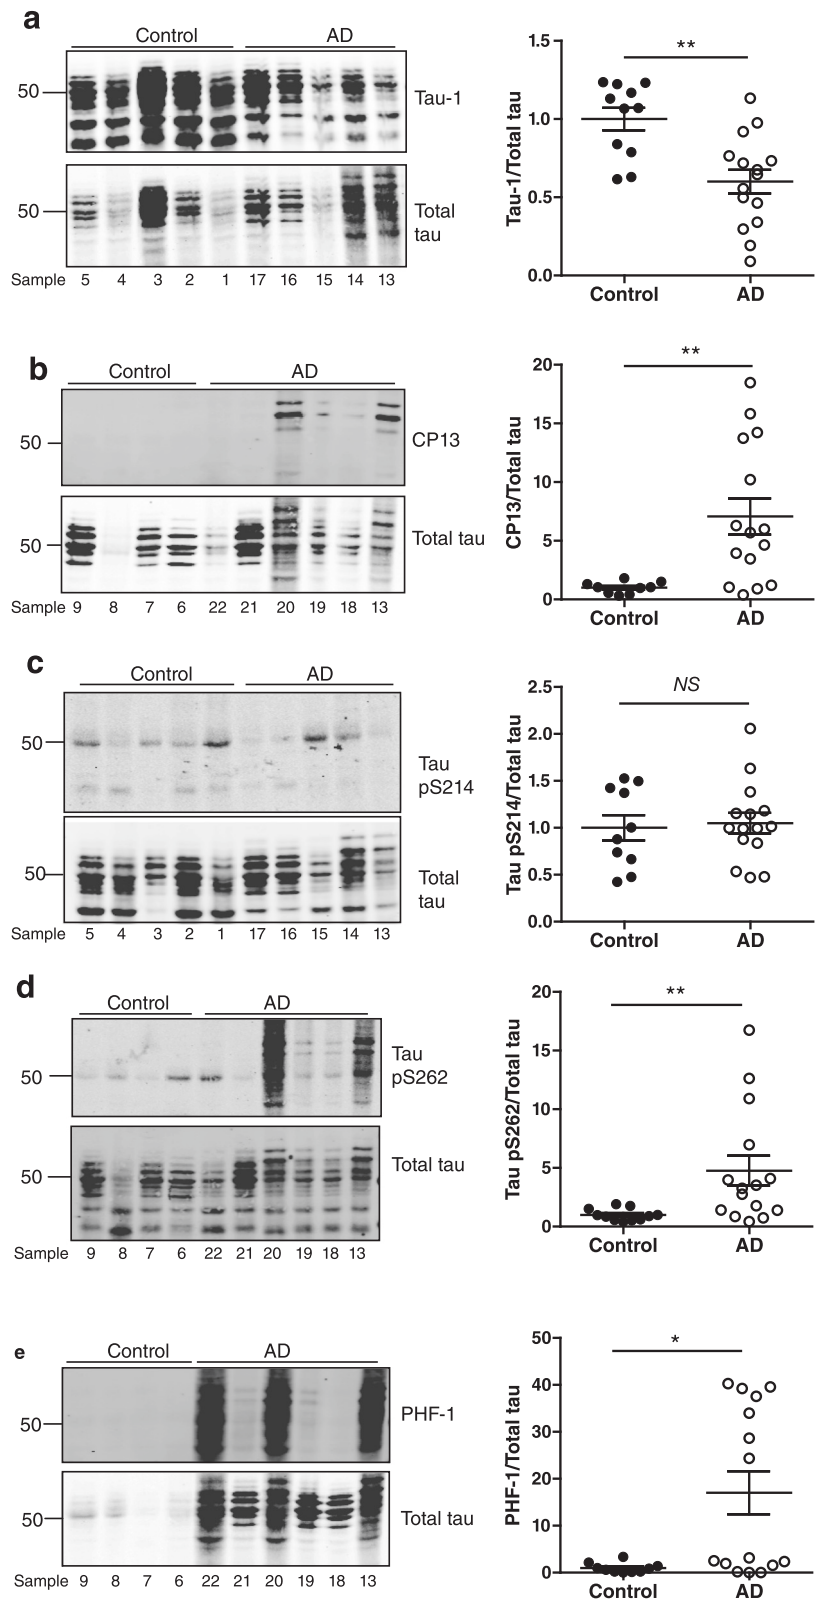 a
Control AD
50
Tau-1
50
Total
tau
Sample 5 4 3 2 1 17 16 15 14 13
**
1.5
1.0
0.5
0.0
Tau-1/Total tau
Control AD
b
Control AD
50
CP13
50
Total tau
Sample 9 8 7 6 22 21 20 19 18 13
**
20
15
10
5
0
CP13/Total tau
Control AD
c
Control AD
50
Tau
pS214
50
Total
tau
Sample 5 4 3 2 1 17 16 15 14 13
NS
2.5
2.0
1.5
1.0
0.5
0.0
Tau pS214/Total tau
Control AD
d
Control AD
50
Tau
pS262
50
Total tau
Sample 9 8 7 6 22 21 20 19 18 13
**
20
15
10
5
0
Tau pS262/Total tau
Control AD
e
Control AD
50
PHF-1
50
Total tau
Sample 9 8 7 6 22 21 20 19 18 13
*
50
40
30
20
10
0
PHF-1/Total tau
Control AD